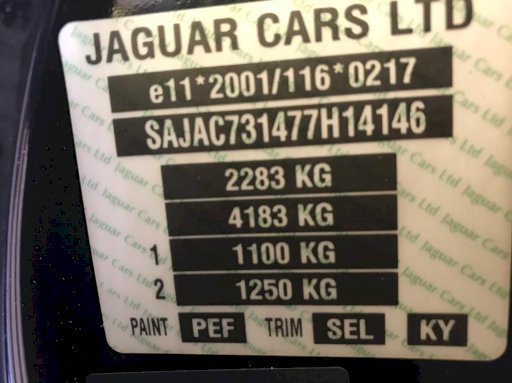 JAGUAR CARS LTD
e11*2001/116*0217
SAJAC731477H14146
2283 KG
4183 KG
1 1100 KG
2 1250 KG
PAINT PEF TRIM SEL KY